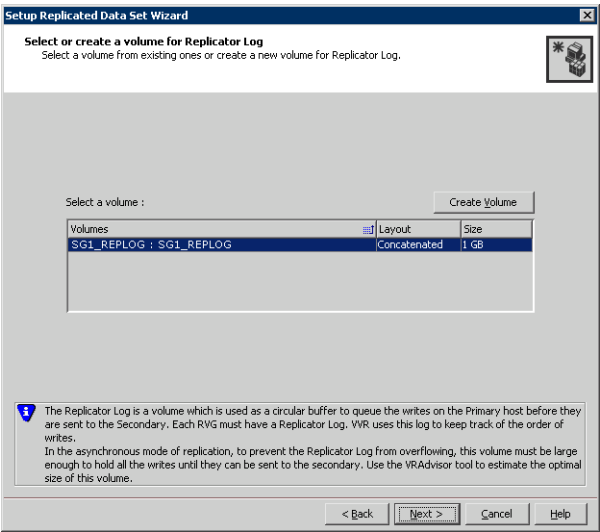 Setup Replicated Data Set Wizard
Select or create a volume for Replicator Log
Select a volume from existing ones or create a new volume for Replicator Log.
Select a volume :
Create Volume
Volumes Layout Size
SG1_REPLOG : SG1_REPLOG Concatenated 1 GB
The Replicator Log is a volume which is used as a circular buffer to queue the writes on the Primary host before they
are sent to the Secondary. Each RVG must have a Replicator Log. VVR uses this log to keep track of the order of
writes.
In the asynchronous mode of replication, to prevent the Replicator Log from overflowing, this volume must be large
enough to hold all the writes until they can be sent to the secondary. Use the VRAdvisor tool to estimate the optimal
size of this volume.
< Back Next > Cancel Help